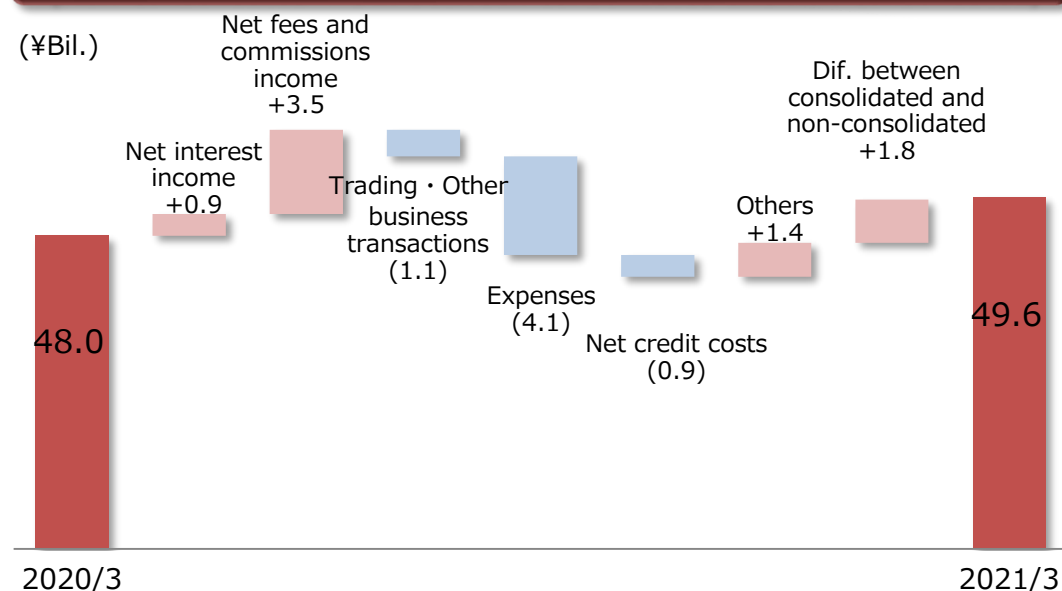 (¥Bil.)
Net fees and
commissions
income
+3.5
Net interest
income
+0.9
Trading・Other
business
transactions
(1.1)
Expenses
(4.1)
Net credit costs
(0.9)
Others
+1.4
Dif. between
consolidated and
non-consolidated
+1.8
48.0
49.6
2020/3
2021/3